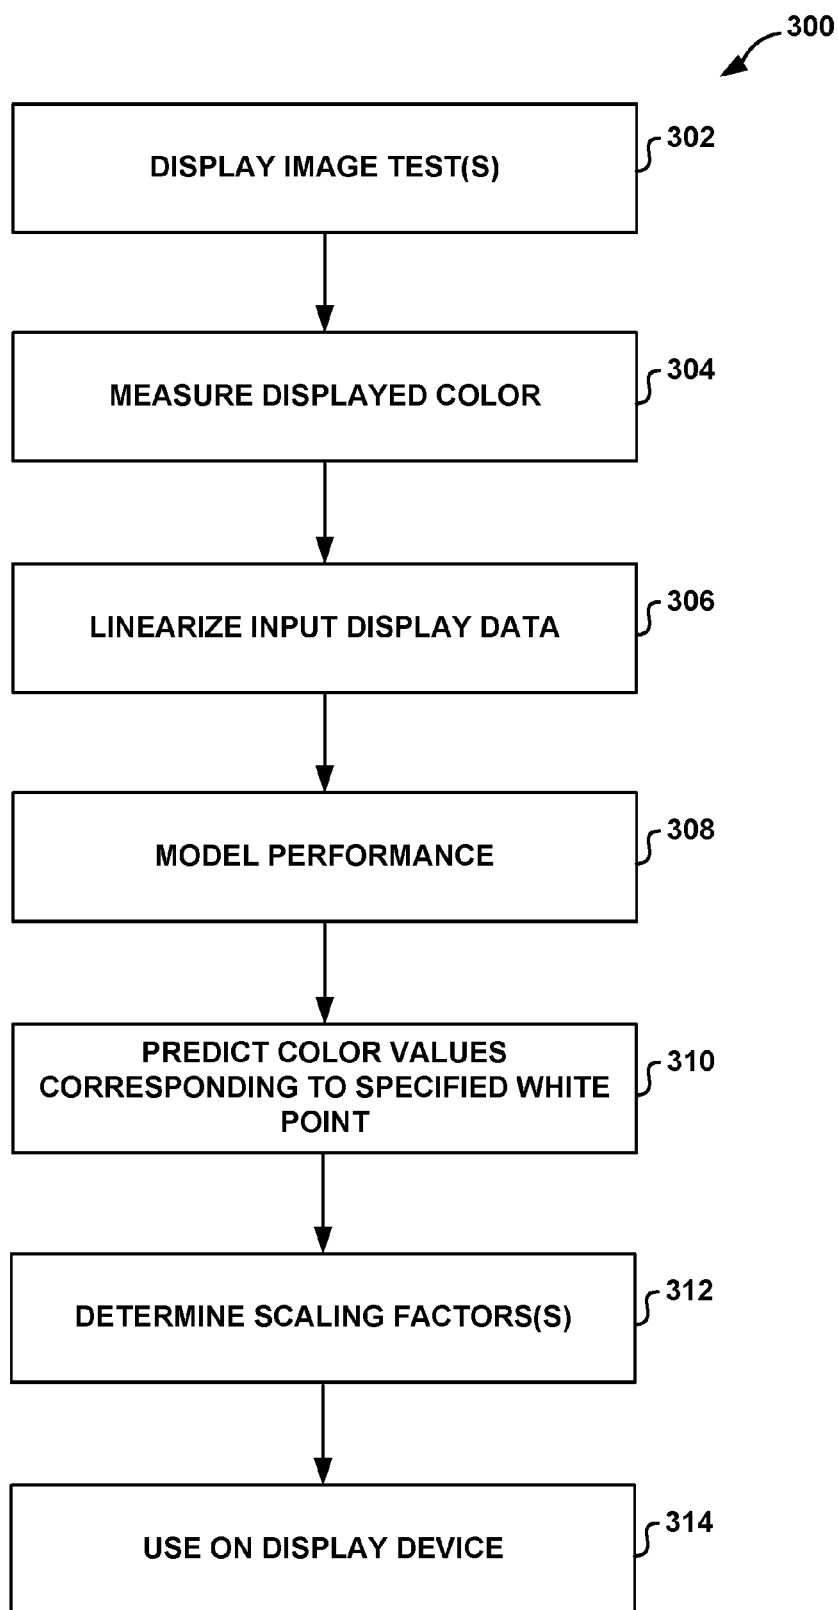 300
DISPLAY IMAGE TEST(S)
302
MEASURE DISPLAYED COLOR
304
LINEARIZE INPUT DISPLAY DATA
306
MODEL PERFORMANCE
308
PREDICT COLOR VALUES
CORRESPONDING TO SPECIFIED WHITE
POINT
310
DETERMINE SCALING FACTORS(S)
312
USE ON DISPLAY DEVICE
314